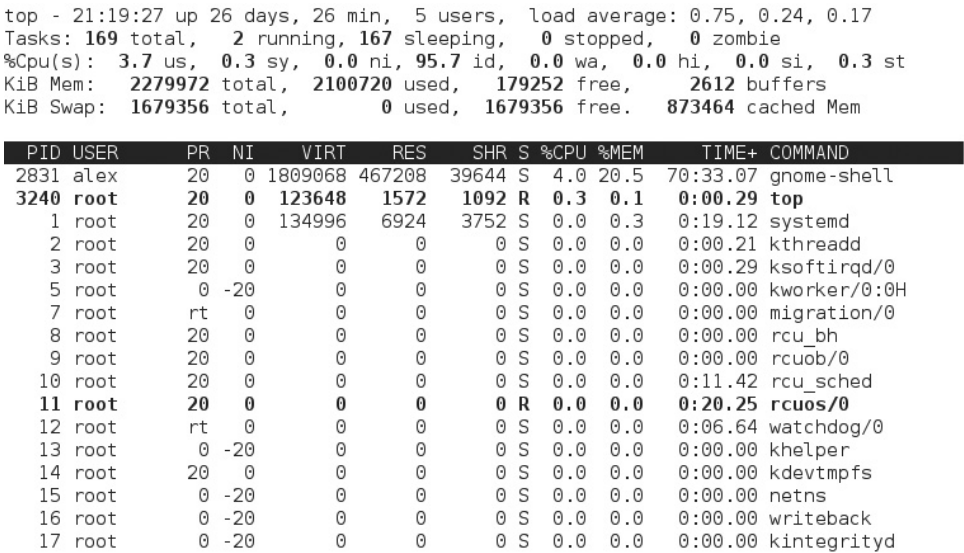 top - 21:19:27 up 26 days, 26 min,  5 users,  load average: 0.75, 0.24, 0.17
Tasks: 169 total,   2 running, 167 sleeping,   0 stopped,   0 zombie
%Cpu(s):  3.7 us,  0.3 sy,  0.0 ni, 95.7 id,  0.0 wa,  0.0 hi,  0.0 si,  0.3 st
KiB Mem:   2279972 total,  2100720 used,   179252 free,     2612 buffers
KiB Swap:  1679356 total,        0 used,  1679356 free.   873464 cached Mem
PID USER      PR  NI    VIRT    RES    SHR S %CPU %MEM     TIME+ COMMAND
2831 alex      20   0 1809068 467208  39644 S  4.0 20.5  70:33.07 gnome-shell
3240 root      20   0  123648   1572   1092 R  0.3  0.1   0:00.29 top
1 root      20   0  134996   6924   3752 S  0.0  0.3   0:19.12 systemd
2 root      20   0       0      0      0 S  0.0  0.0   0:00.21 kthreadd
3 root      20   0       0      0      0 S  0.0  0.0   0:00.29 ksoftirqd/0
5 root       0 -20       0      0      0 S  0.0  0.0   0:00.00 kworker/0:0H
7 root      rt   0       0      0      0 S  0.0  0.0   0:00.00 migration/0
8 root      20   0       0      0      0 S  0.0  0.0   0:00.00 rcu_bh
9 root      20   0       0      0      0 S  0.0  0.0   0:00.00 rcuob/0
10 root      20   0       0      0      0 S  0.0  0.0   0:11.42 rcu_sched
11 root      20   0       0      0      0 R  0.0  0.0   0:20.25 rcuos/0
12 root      rt   0       0      0      0 S  0.0  0.0   0:06.64 watchdog/0
13 root       0 -20       0      0      0 S  0.0  0.0   0:00.00 khelper
14 root      20   0       0      0      0 S  0.0  0.0   0:00.00 kdevtmpfs
15 root       0 -20       0      0      0 S  0.0  0.0   0:00.00 netns
16 root       0 -20       0      0      0 S  0.0  0.0   0:00.00 writeback
17 root       0 -20       0      0      0 S  0.0  0.0   0:00.00 kintegrityd